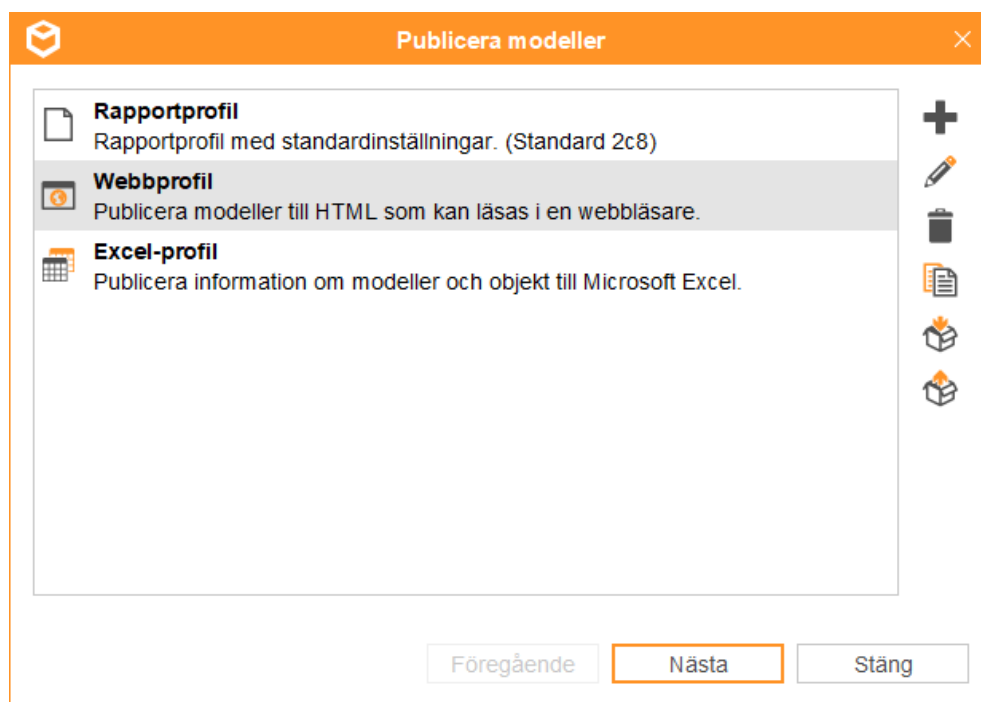 Publicera modeller
Rapportprofil
Rapportprofil med standardinställningar. (Standard 2c8)
Webbprofil
Publicera modeller till HTML som kan läsas i en webbläsare.
Excel-profil
Publicera information om modeller och objekt till Microsoft Excel.
Föregående
Nästa
Stäng